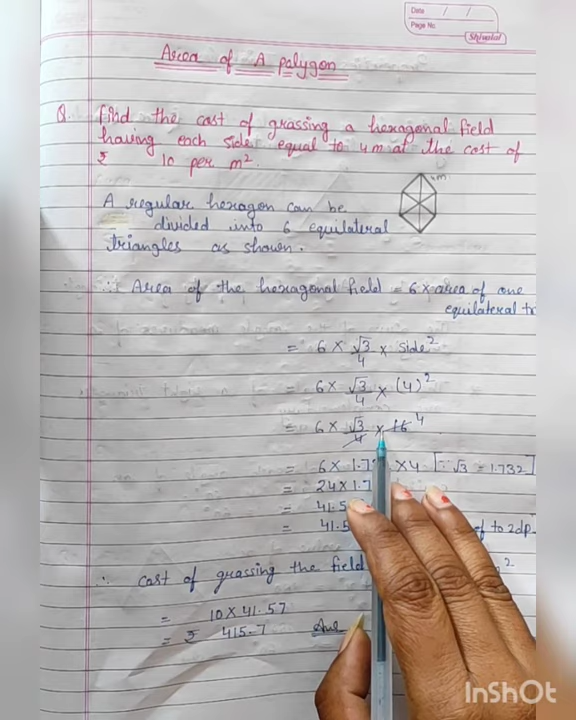 Date / /
Page No.
Shivalal
Area of A polygon
Q. Find the cost of grassing a hexagonal field
having each side equal to 4m at the cost of
₹ 10 per m²
4m
A regular hexagon can be
divided into 6 equilateral
triangles as shown.
∴ Area of the hexagonal field = 6 × area of one
equilateral tr
= 6 × √3/4 × side²
= 6 × √3/4 × (4)²
= 6 × √3/4 × 16 4
= 6 × 1.7 × 4 [∵ √3 = 1.732]
= 24 × 1.7
= 41.5
= 41.5 to 2dp
∴ cost of grassing the field
= 10 × 41.57
= ₹ 415.7 Ans
InShOt